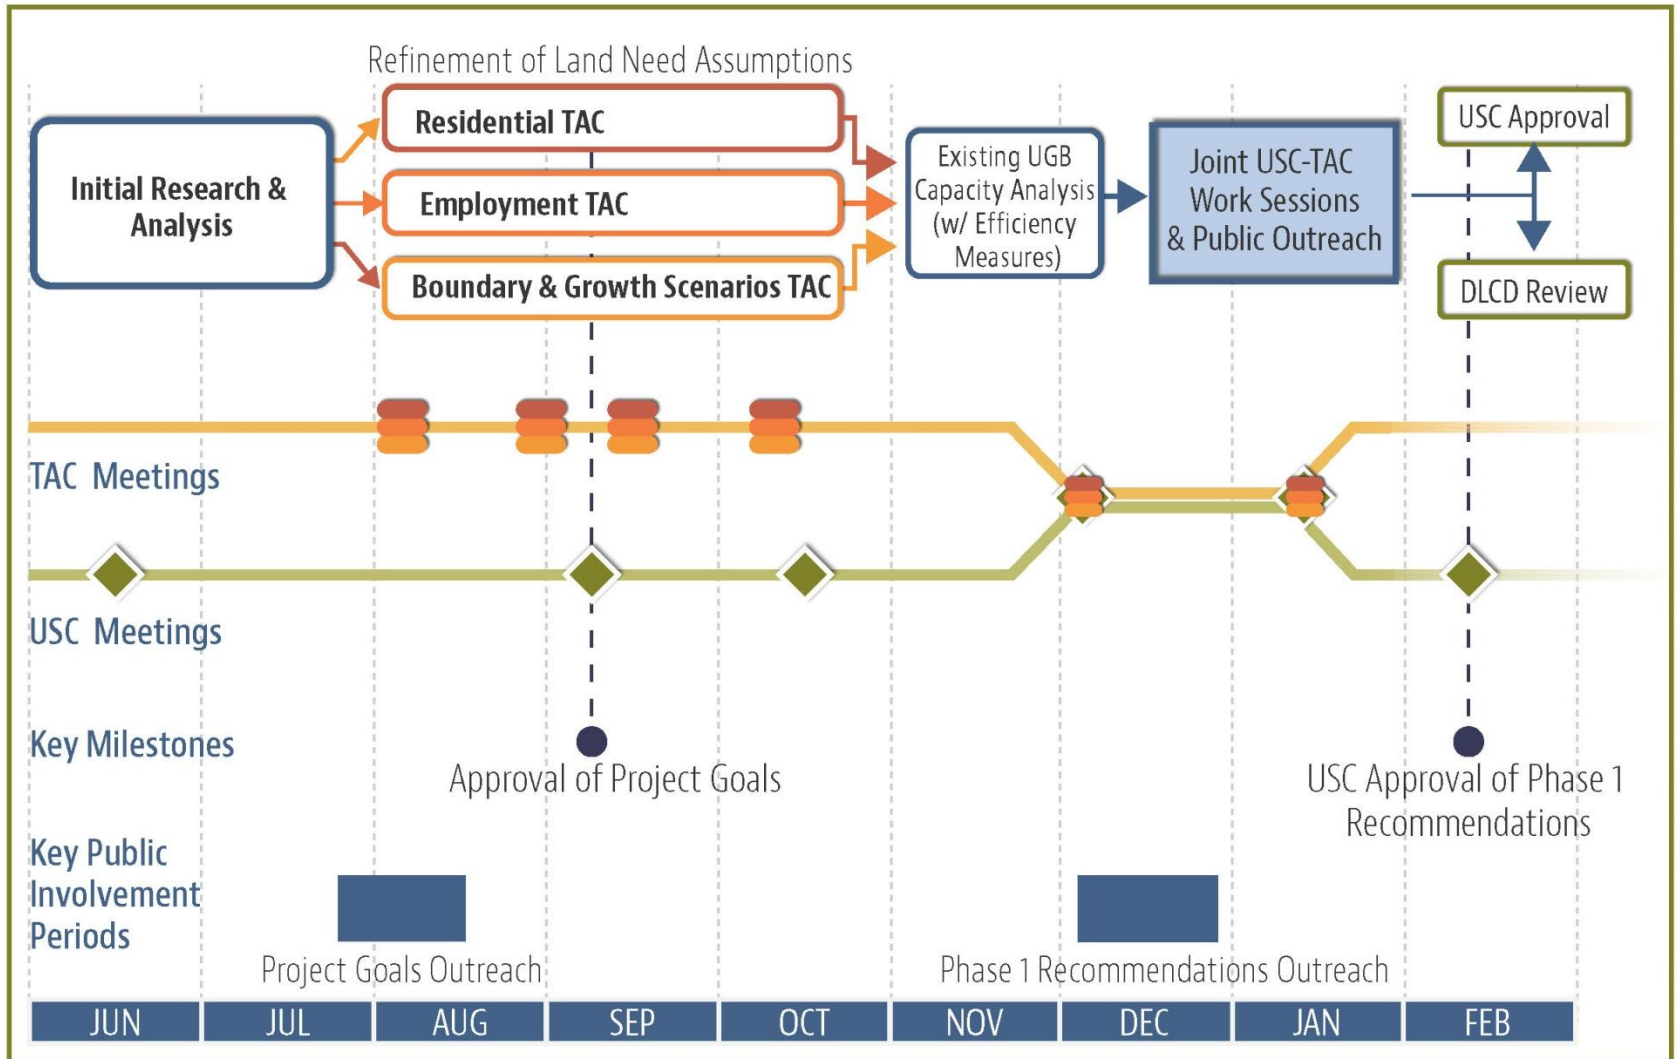 Refinement of Land Need Assumptions
Initial Research &
Analysis
Residential TAC
Employment TAC
Boundary & Growth Scenarios TAC
Existing UGB
Capacity Analysis
(w/ Efficiency
Measures)
Joint USC-TAC
Work Sessions
& Public Outreach
USC Approval
DLCD Review
TAC Meetings
USC Meetings
Key Milestones
Approval of Project Goals
USC Approval of Phase 1
Recommendations
Key Public
Involvement
Periods
Project Goals Outreach
Phase 1 Recommendations Outreach
JUN
JUL
AUG
SEP
OCT
NOV
DEC
JAN
FEB